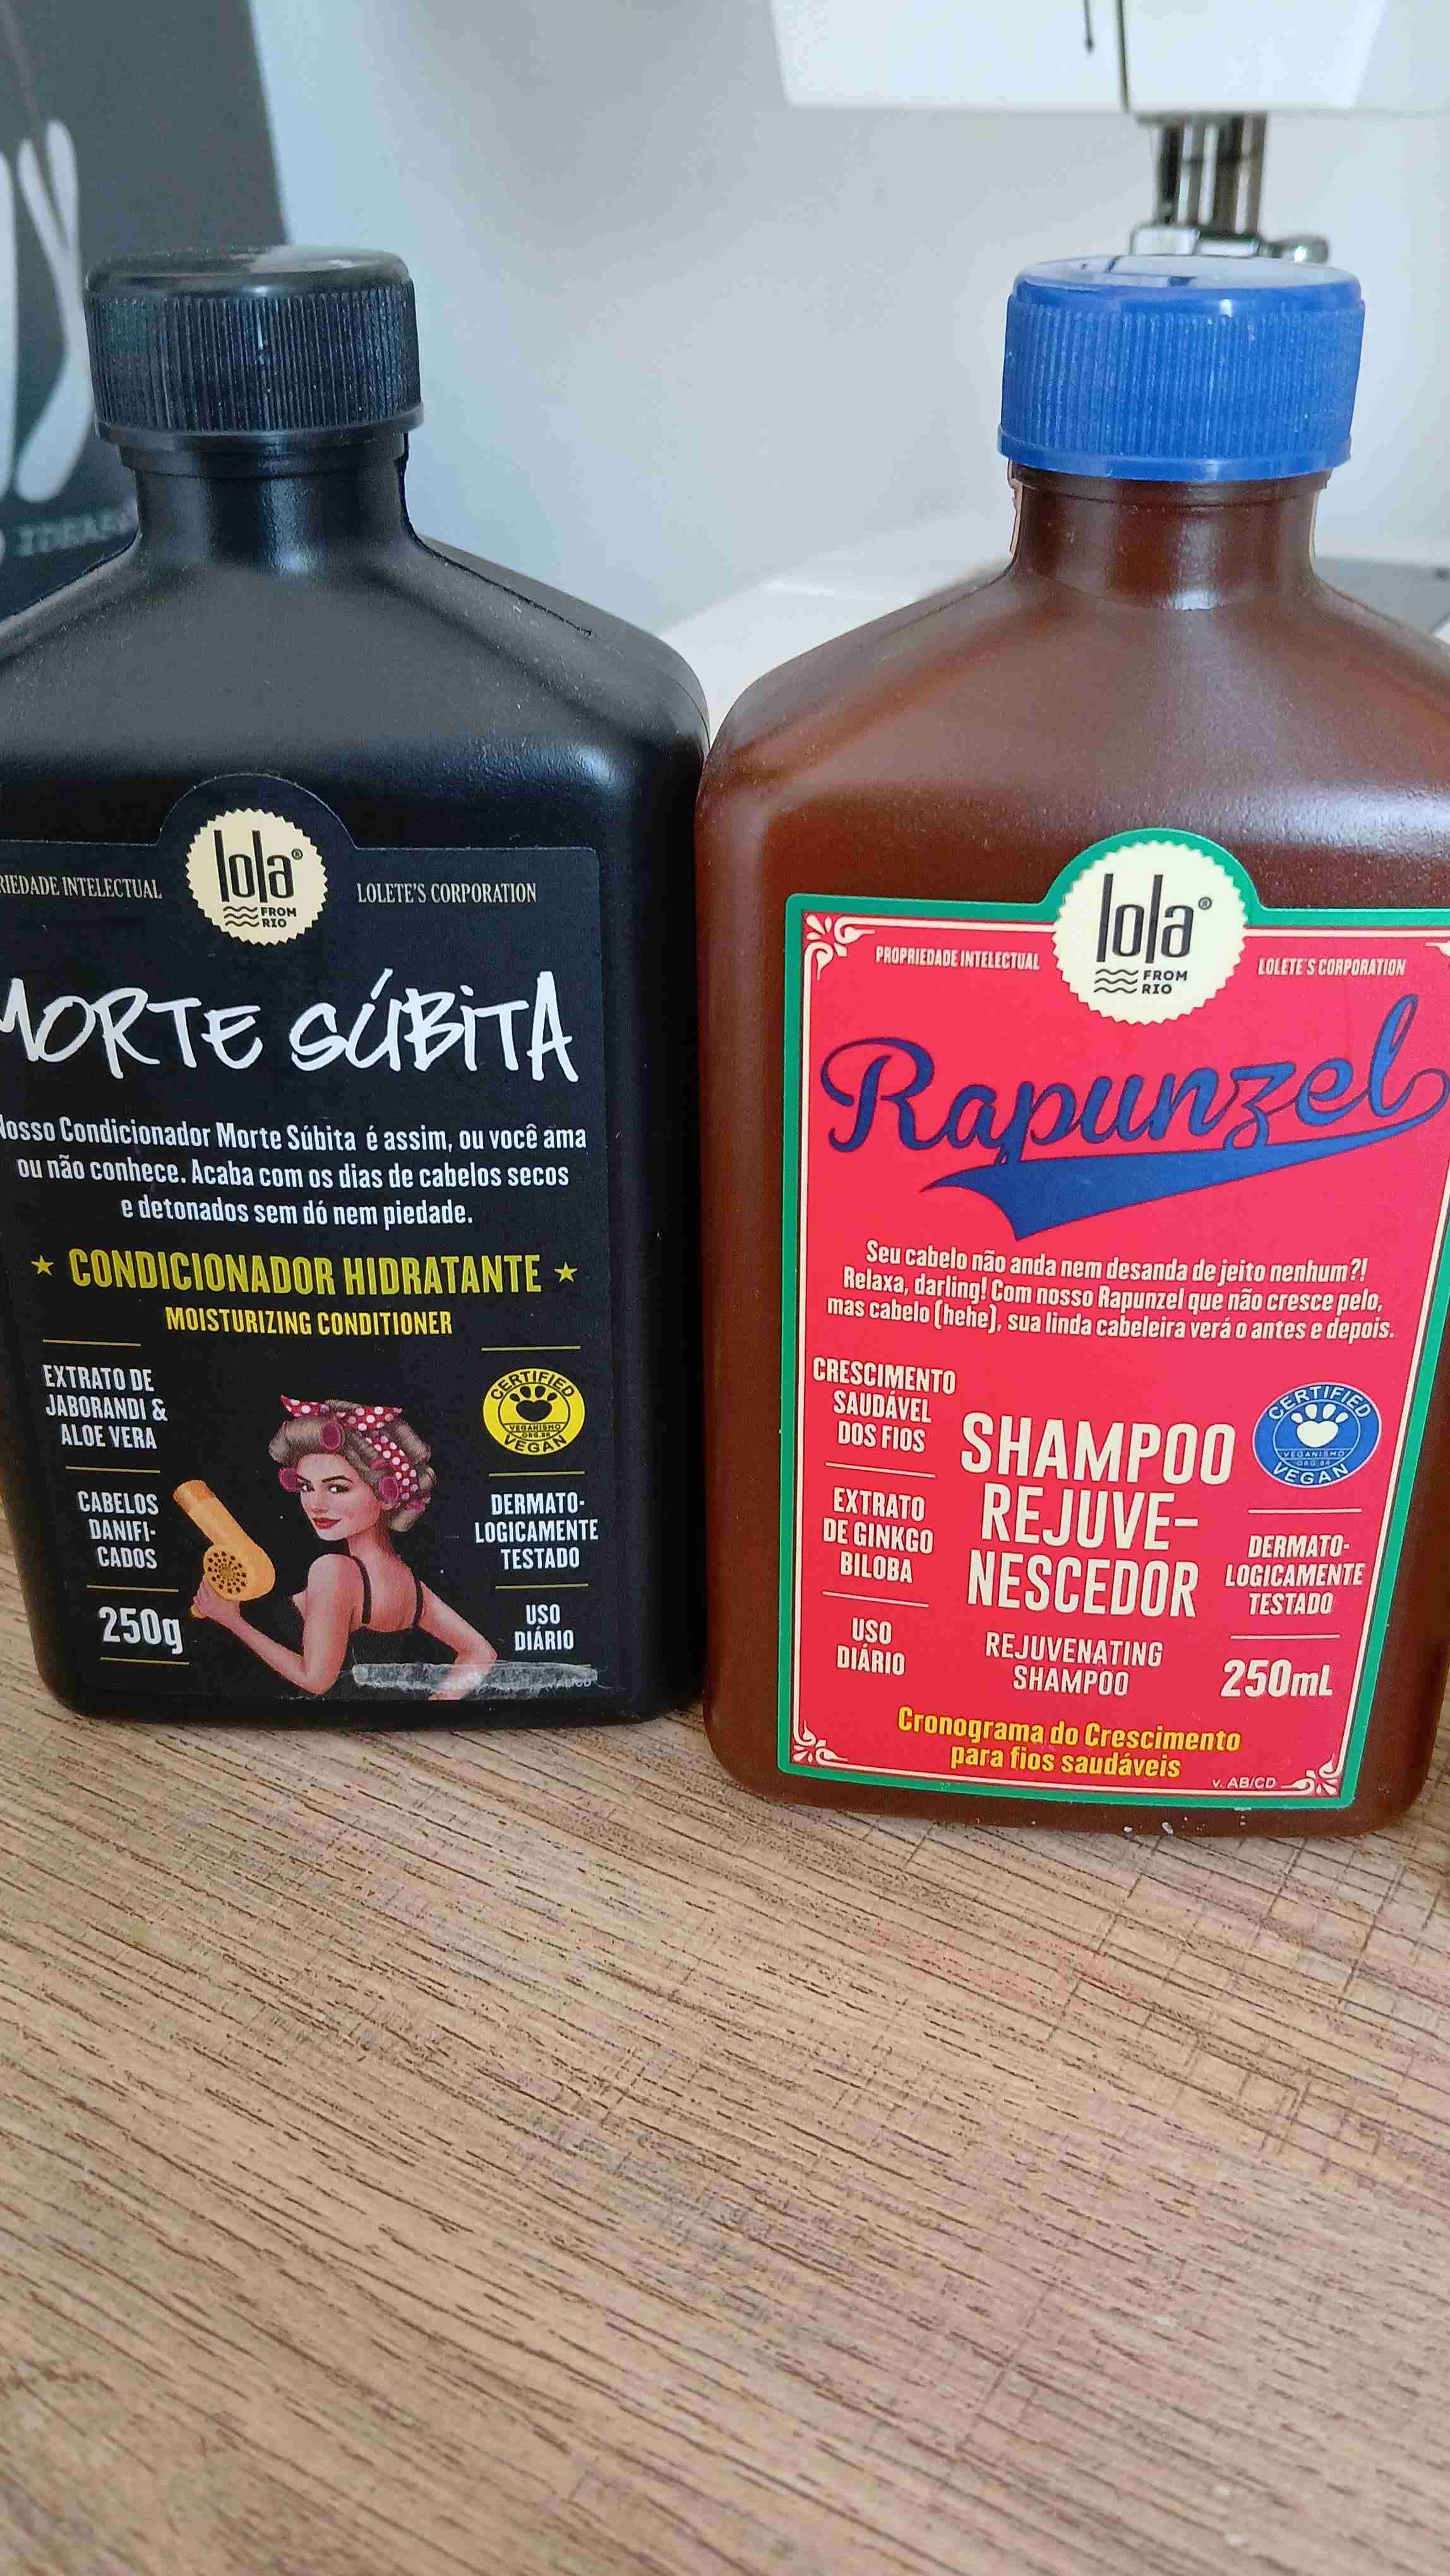 lola®
FROM
RIO
INTELECTUAL
LOLETE'S CORPORATION
MORTE SÚBITA
Nosso Condicionador Morte Súbita é assim, ou você ama
ou não conhece. Acaba com os dias de cabelos secos
e detonados sem dó nem piedade.
★ CONDICIONADOR HIDRATANTE ★
MOISTURIZING CONDITIONER
EXTRATO DE
JABORANDI &
ALOE VERA
CABELOS
DANIFI-
CADOS
250g
CERTIFIED
VEGANISMO
ORG.BR
VEGAN
DERMATO-
LOGICAMENTE
TESTADO
USO
DIÁRIO
lola®
FROM
RIO
PROPRIEDADE INTELECTUAL
LOLETE'S CORPORATION
Rapunzel
Seu cabelo não anda nem desanda de jeito nenhum?!
Relaxa, darling! Com nosso Rapunzel que não cresce pelo,
mas cabelo (hehe), sua linda cabeleira verá o antes e depois.
CRESCIMENTO
SAUDÁVEL
DOS FIOS
EXTRATO
DE GINKGO
BILOBA
USO
DIÁRIO
SHAMPOO
REJUVE-
NESCEDOR
REJUVENATING
SHAMPOO
CERTIFIED
VEGANISMO
ORG.BR
VEGAN
DERMATO-
LOGICAMENTE
TESTADO
250mL
Cronograma do Crescimento
para fios saudáveis
v. AB/CD